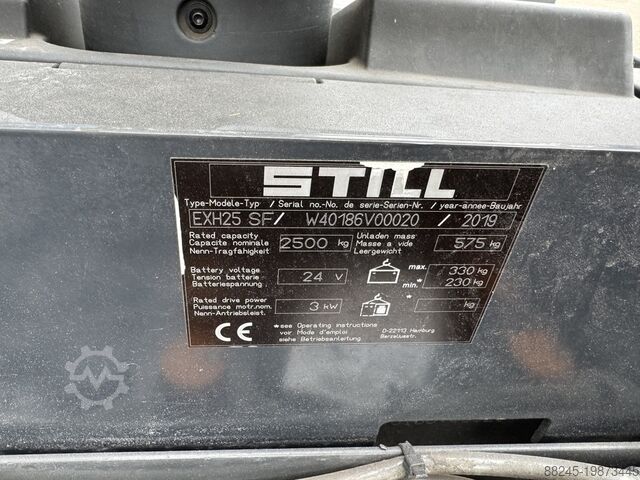 STILL
Type-Modele-Typ / Serial no.-No. de serie-Serien-Nr. / year-annee-Baujahr
EXH25 SF/ W40186V00020 / 2019
Rated capacity
Capacite nominale
Nenn-Tragfähigkeit
2500 kg
Unladen mass
Masse a vide
Leergewicht
575 kg
Battery voltage
Tension batterie
Batteriespannung
24 V
max. 330 kg
min.* 230 kg
Rated drive power
Puissance motr.nom.
Nenn-Antriebsleist.
3 kW
kg
CE
*see Operating instructions
voir Mode d'emploi
siehe Betriebsanleitung
D-22113 Hamburg
Berzeliusstr.
88245-19873445